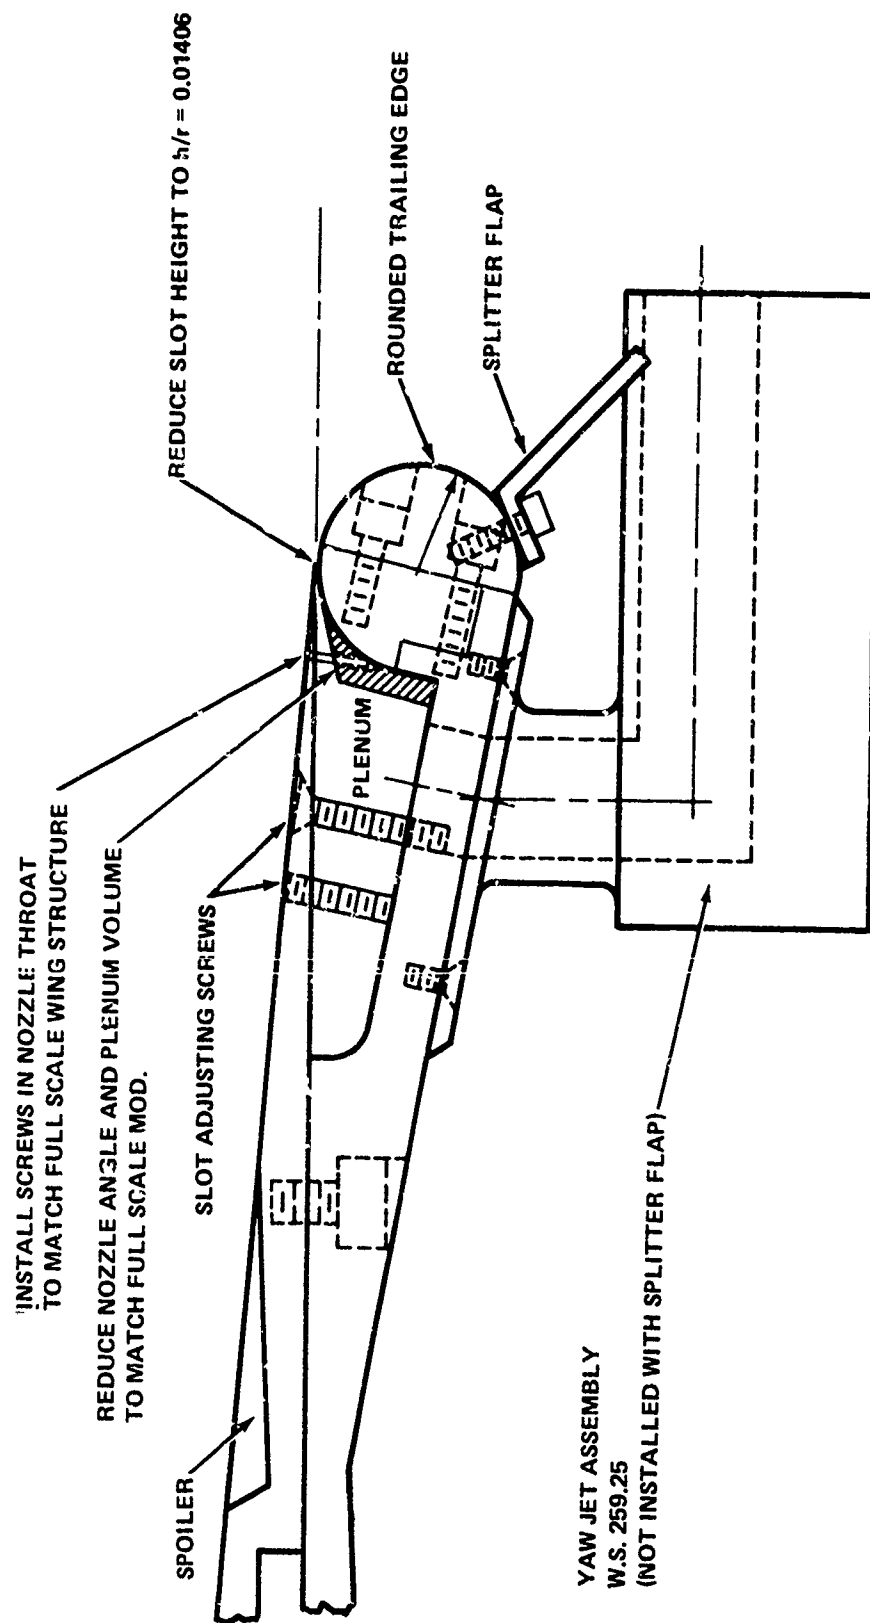 INSTALL SCREWS IN NOZZLE THROAT
TO MATCH FULL SCALE WING STRUCTURE
REDUCE NOZZLE ANGLE AND PLENUM VOLUME
TO MATCH FULL SCALE MOD.
SLOT ADJUSTING SCREWS
SPOILER
REDUCE SLOT HEIGHT TO h/r = 0.01406
PLENUM
ROUNDED TRAILING EDGE
SPLITTER FLAP
YAW JET ASSEMBLY
W.S. 259.25
(NOT INSTALLED WITH SPLITTER FLAP)